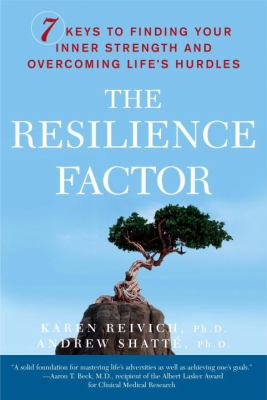 7 KEYS TO FINDING YOUR
INNER STRENGTH AND
OVERCOMING LIFE'S HURDLES
THE
RESILIENCE
FACTOR
KAREN REIVICH, Ph.D.
ANDREW SHATTÉ, Ph.D.
"A solid foundation for mastering life's adversities as well as achieving one's goals."
—Aaron T. Beck, M.D., recipient of the Albert Lasker Award
for Clinical Medical Research